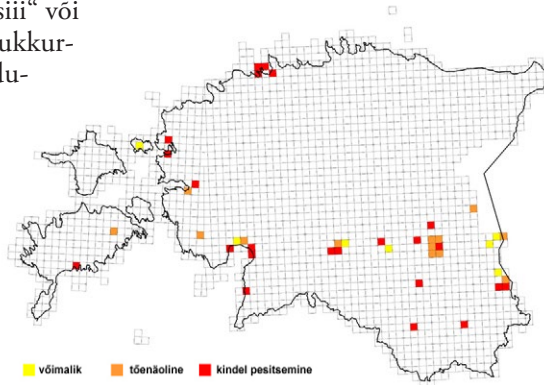 siii“ või
ukkur-
du-
võimalik tõenäoline kindel pesitsemine